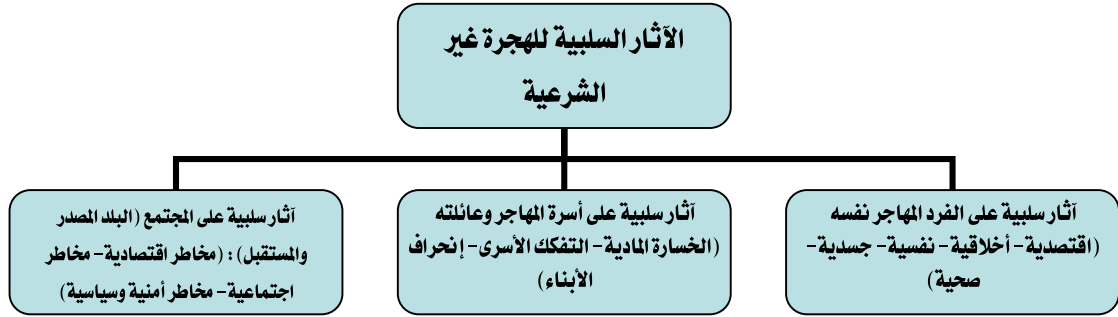 الآثار السلبية للهجرة غير
الشرعية
آثار سلبية على الفرد المهاجر نفسه
(اقتصدية- أخلاقية- نفسية- جسدية-
صحية)
آثار سلبية على أسرة المهاجر وعائلته
(الخسارة المادية- التفكك الأسرى- إنحراف
الأبناء)
آثار سلبية على المجتمع (البلد المصدر
والمستقبل): (مخاطر اقتصادية- مخاطر
اجتماعية- مخاطر أمنية وسياسية)